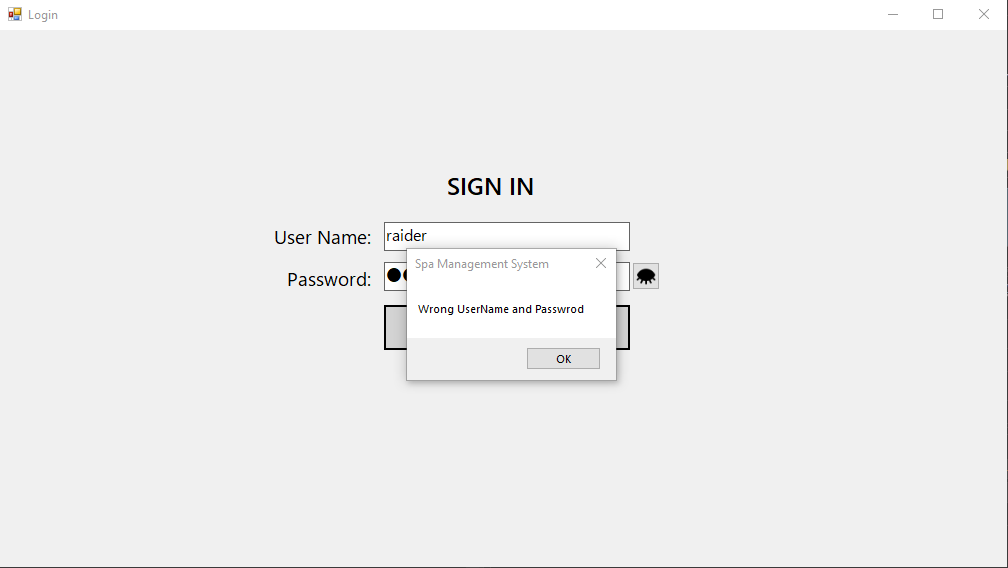 Login
SIGN IN
User Name:
raider
Password:
Spa Management System
Wrong UserName and Passwrod
OK